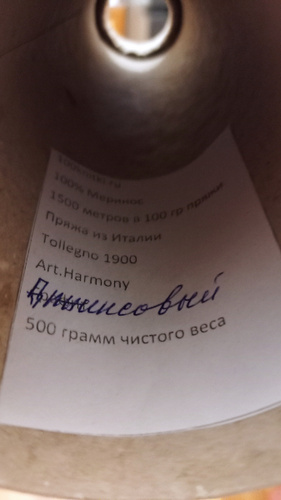 100% Меринос
1500 метров в 100 гр пряжи
Пряжа из Италии
Tollegno 1900
Art.Harmony
500 грамм чистого веса